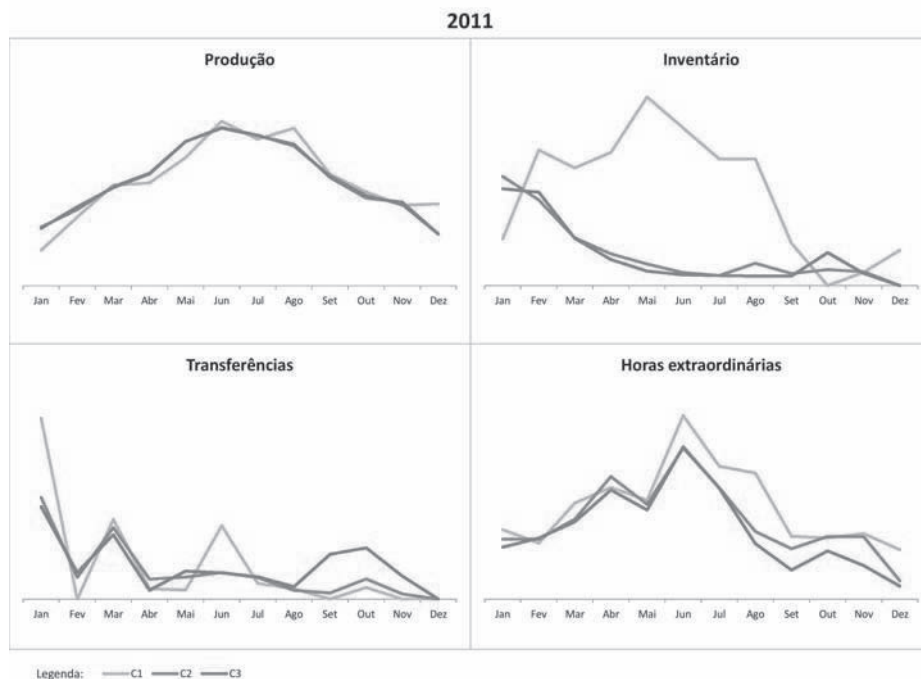 2011
Produção
Jan Fev Mar Abr Mai Jun Jul Ago Set Out Nov Dez
Inventário
Jan Fev Mar Abr Mai Jun Jul Ago Set Out Nov Dez
Transferências
Jan Fev Mar Abr Mai Jun Jul Ago Set Out Nov Dez
Horas extraordinárias
Jan Fev Mar Abr Mai Jun Jul Ago Set Out Nov Dez
Legenda: C1 C2 C3